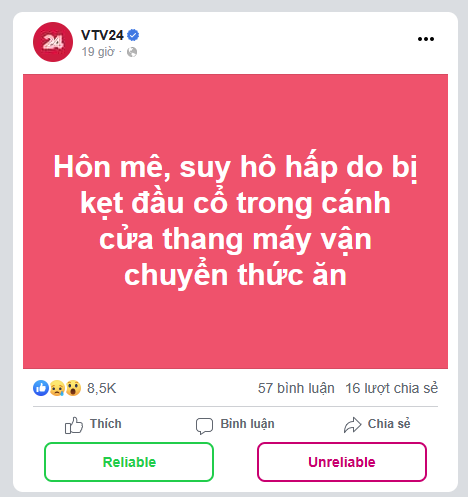 24
VTV24
19 giờ ·
Hôn mê, suy hô hấp do bị
kẹt đầu cổ trong cánh
cửa thang máy vận
chuyển thức ăn
8,5K
57 bình luận 16 lượt chia sẻ
Thích Bình luận Chia sẻ
Reliable Unreliable